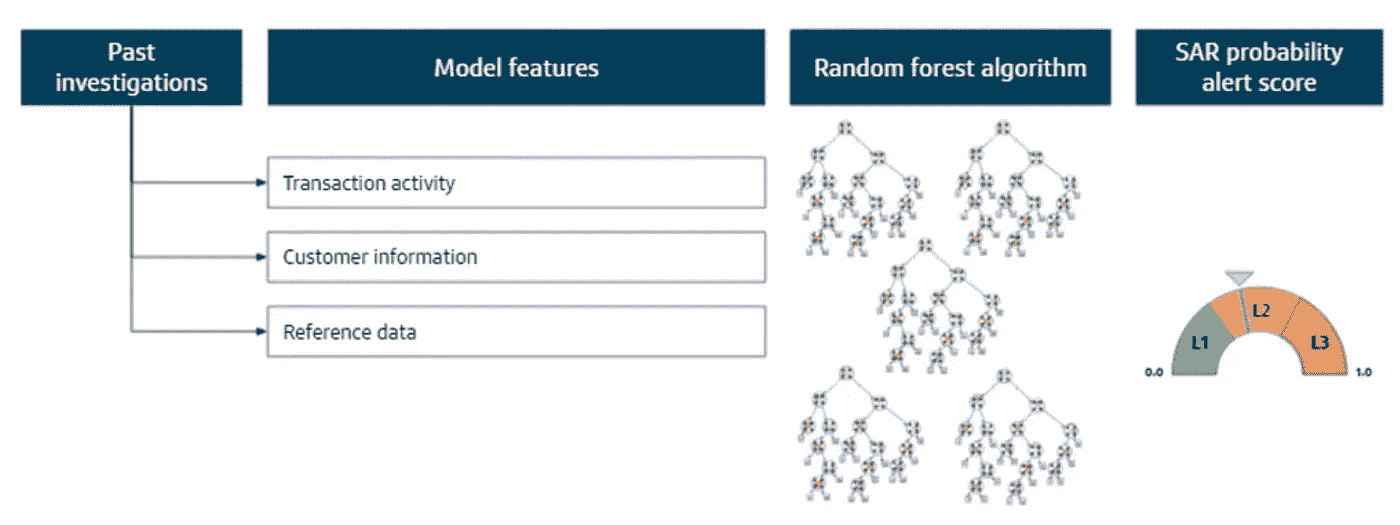 Past
investigations
Model features
Random forest algorithm
SAR probability
alert score
Transaction activity
Customer information
Reference data
L1
L2
L3
0.0
1.0